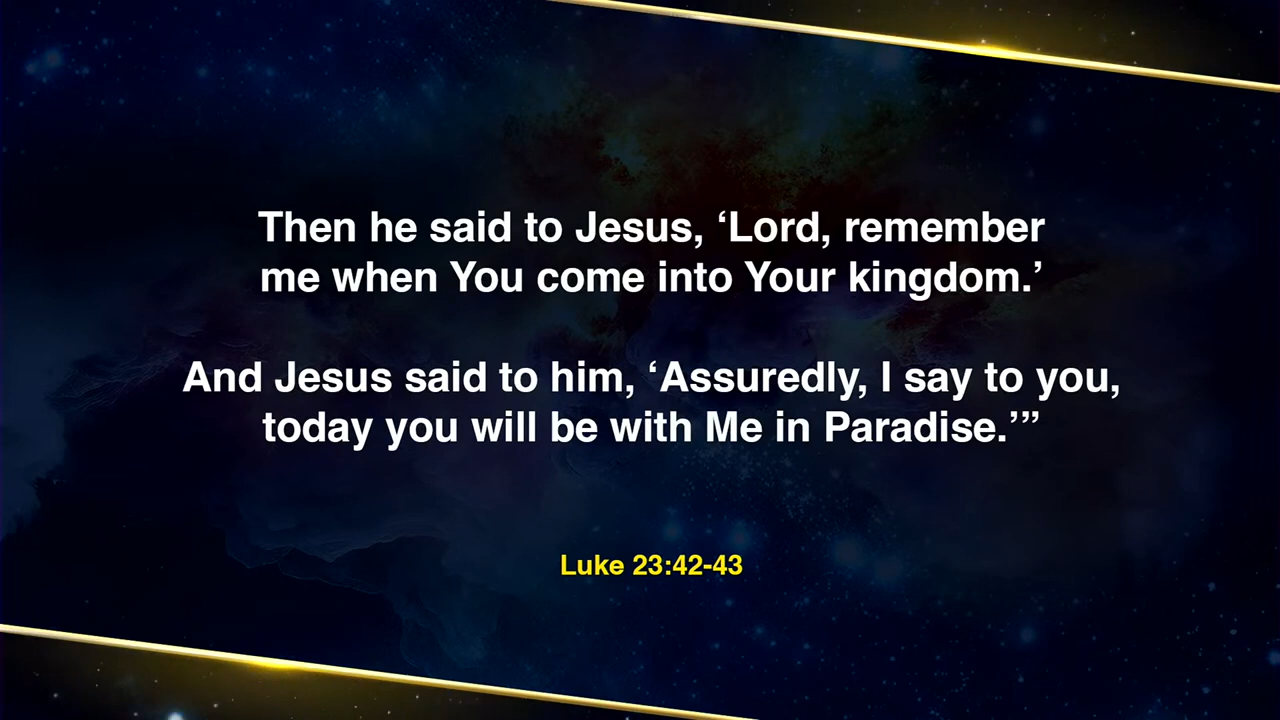 Then he said to Jesus, ‘Lord, remember
me when You come into Your kingdom.’
And Jesus said to him, ‘Assuredly, I say to you,
today you will be with Me in Paradise.’”
Luke 23:42-43